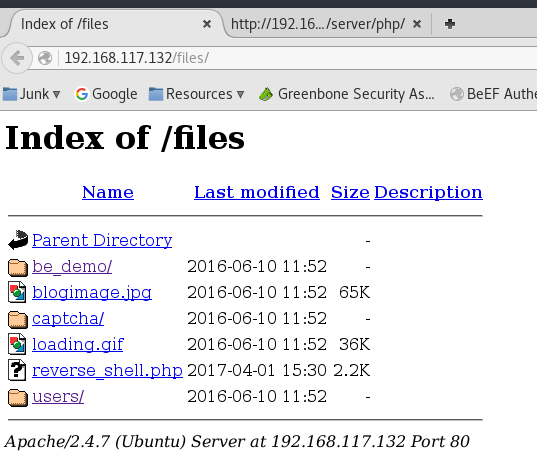 Index of /files × http://192.16... /server/php/ ×
192.168.117.132/files/
Junk Google Resources Greenbone Security As... BeEF Authe
Index of /files
Name Last modified Size Description
Parent Directory -
be_demo/ 2016-06-10 11:52 -
blogimage.jpg 2016-06-10 11:52 65K
captcha/ 2016-06-10 11:52 -
loading.gif 2016-06-10 11:52 36K
reverse_shell.php 2017-04-01 15:30 2.2K
users/ 2016-06-10 11:52 -
Apache/2.4.7 (Ubuntu) Server at 192.168.117.132 Port 80